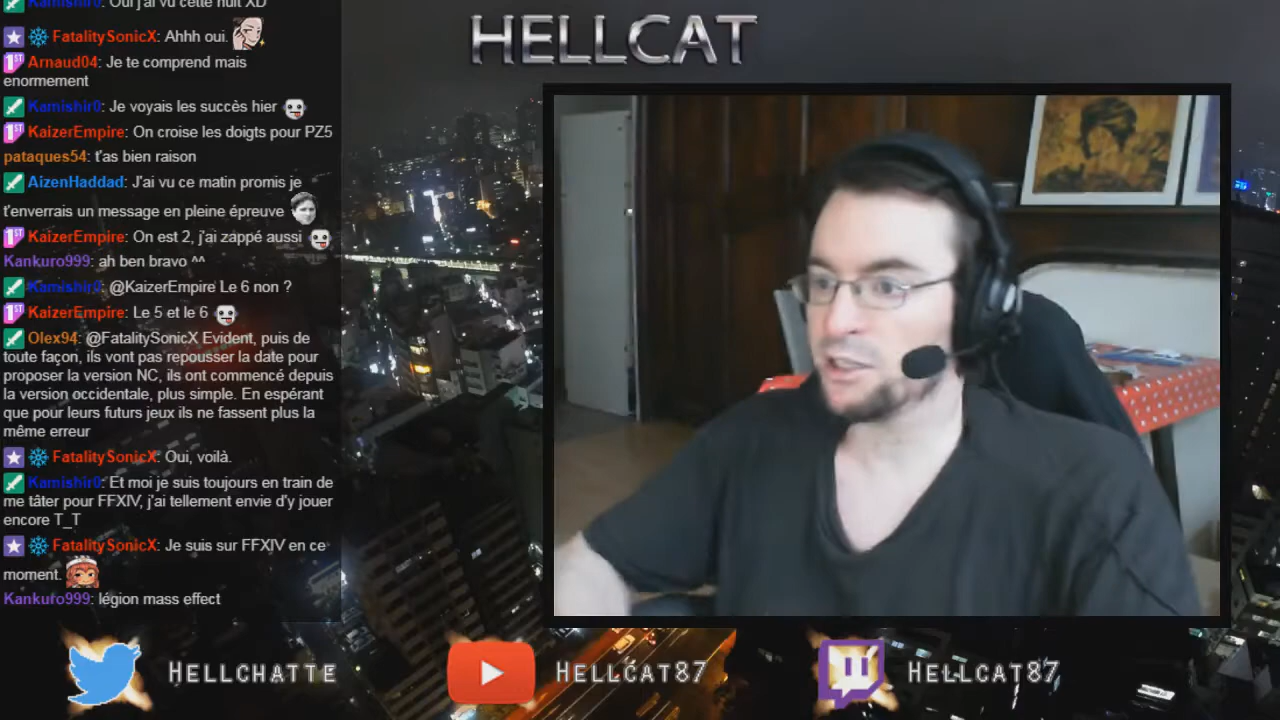 Kamishir0: Oui j'ai vu cette nuit XD
HELLCAT
FatalitySonicX: Ahhh oui.
1ST Arnaud04: Je te comprend mais
enormement
Kamishir0: Je voyais les succès hier
1ST KaizerEmpire: On croise les doigts pour PZ5
pataques54: t'as bien raison
AizenHaddad: J'ai vu ce matin promis je
t'enverrais un message en pleine épreuve
1ST KaizerEmpire: On est 2, j'ai zappé aussi
Kankuro999: ah ben bravo ^^
Kamishir0: @KaizerEmpire Le 6 non ?
1ST KaizerEmpire: Le 5 et le 6
Olex94: @FatalitySonicX Evident, puis de
toute façon, ils vont pas repousser la date pour
proposer la version NC, ils ont commencé depuis
la version occidentale, plus simple. En espérant
que pour leurs futurs jeux ils ne fassent plus la
même erreur
FatalitySonicX: Oui, voilà.
Kamishir0: Et moi je suis toujours en train de
me tâter pour FFXIV, j'ai tellement envie d'y jouer
encore T_T
FatalitySonicX: Je suis sur FFXIV en ce
moment.
Kankuro999: légion mass effect
Hellchatte
Hellcat87
Hellcat87